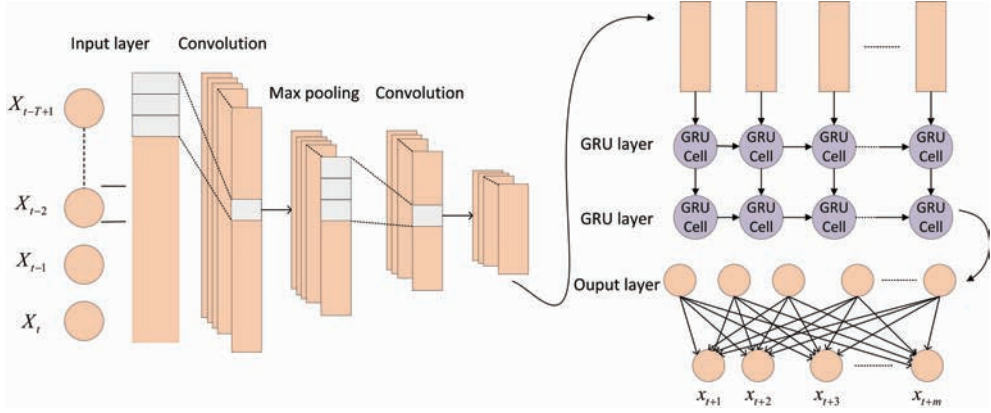 Input layer
Convolution
Max pooling
Convolution
X_{t-T+1}
X_{t-2}
X_{t-1}
X_t
GRU layer
GRU Cell
GRU Cell
GRU Cell
GRU Cell
GRU layer
GRU Cell
GRU Cell
GRU Cell
GRU Cell
Ouput layer
x_{t+1}
x_{t+2}
x_{t+3}
x_{t+m}